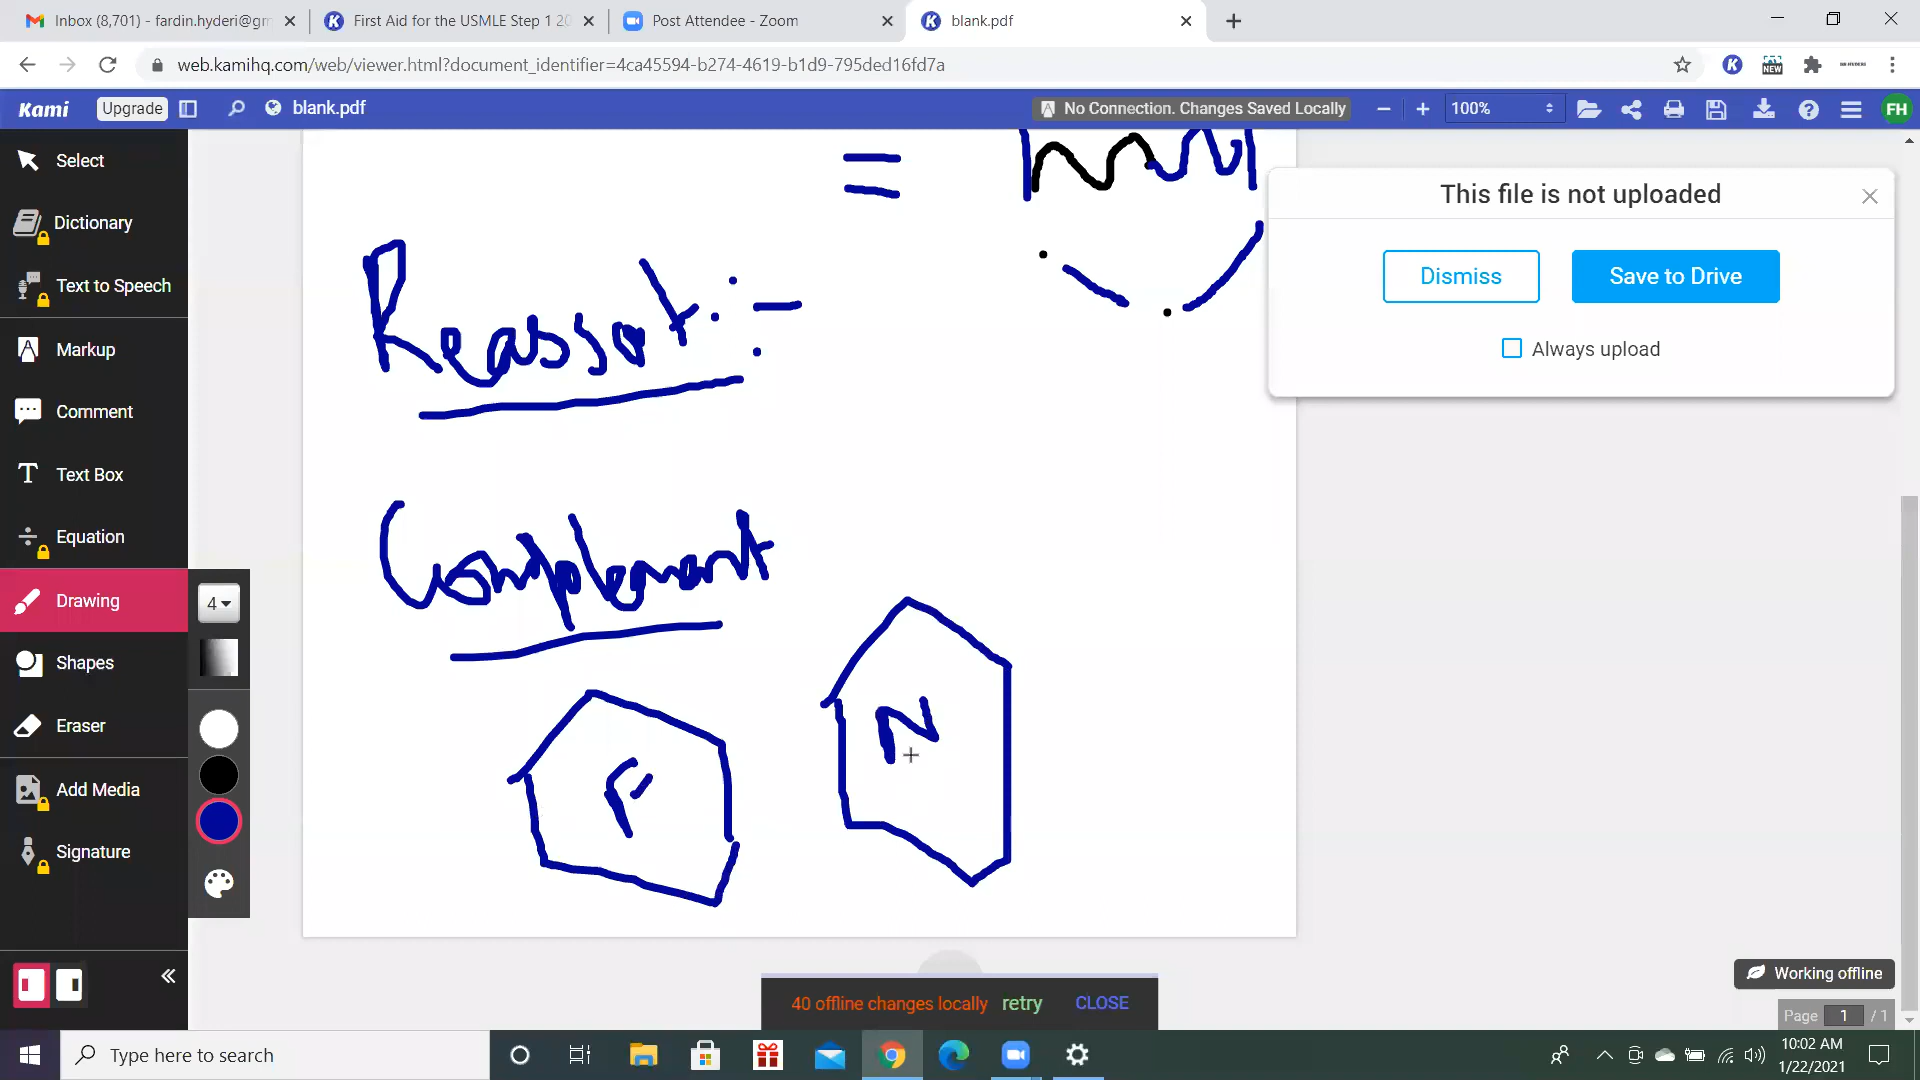 Inbox (8,701) - fardin.hyderi@gm
First Aid for the USMLE Step 1 20
Post Attendee - Zoom
blank.pdf
web.kamihq.com/web/viewer.html?document_identifier=4ca45594-b274-4619-b1d9-795ded16fd7a
NEW
Kami
Upgrade
blank.pdf
No Connection. Changes Saved Locally
100%
FH
Select
Dictionary
Text to Speech
Markup
Comment
Text Box
Equation
Drawing
Shapes
Eraser
Add Media
Signature
4
=
Reassort :-
Complement
F
N
This file is not uploaded
Dismiss
Save to Drive
Always upload
40 offline changes locally retry CLOSE
Working offline
Page 1 / 1
Type here to search
10:02 AM
1/22/2021